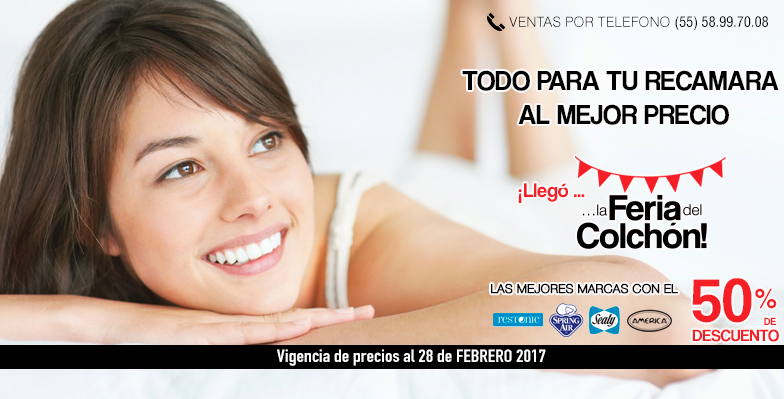 VENTAS POR TELEFONO (55) 58.99.70.08
TODO PARA TU RECAMARA
AL MEJOR PRECIO
¡Llegó ...
...la Feria del
Colchón!
LAS MEJORES MARCAS CON EL
50%
DE
DESCUENTO
restonic
SPRING
AIR
Sealy
AMERICA
Vigencia de precios al 28 de FEBRERO 2017